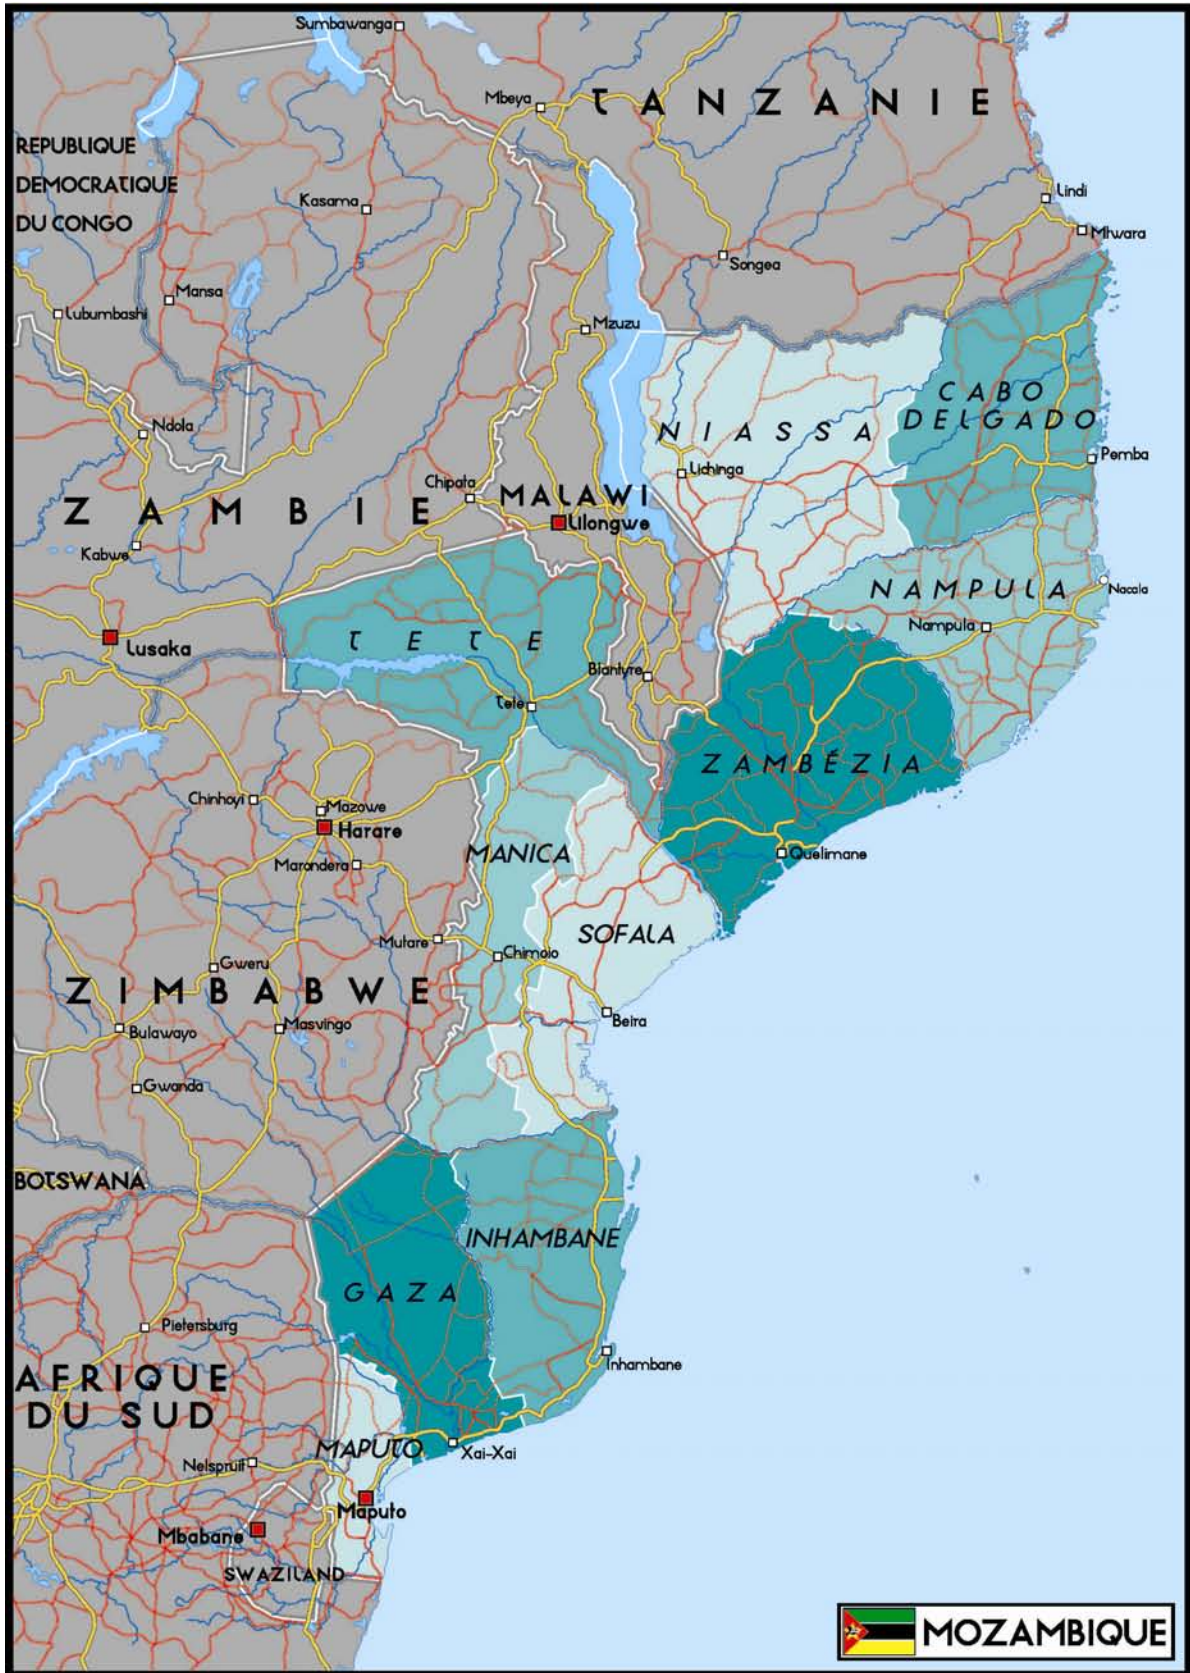 Sumbawanga
Mbeya
TANZANIE
REPUBLIQUE
DEMOCRATIQUE
DU CONGO
Kasama
Lindi
Mtwara
Songea
Mansa
Lubumbashi
Mzuzu
CABO
DELGADO
NIASSA
Ndola
Pemba
Lichinga
Chipata
MALAWI
ZAMBIE
Lilongwe
Kabwe
NAMPULA
Nacala
Nampula
Lusaka
TETE
Blantyre
Tete
ZAMBÉZIA
Chinhoyi
Mazowe
Harare
MANICA
Quelimane
Marondera
SOFALA
Mutare
Chimoio
Gweru
ZIMBABWE
Beira
Bulawayo
Masvingo
Gwanda
BOTSWANA
INHAMBANE
GAZA
Pietersburg
Inhambane
AFRIQUE
DU SUD
MAPUTO
Xai-Xai
Nelspruit
Maputo
Mbabane
SWAZILAND
MOZAMBIQUE